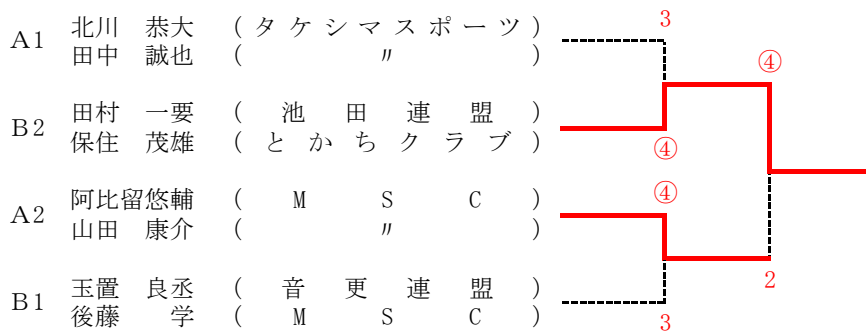 3
A1 北川 恭大 (タケシマスポーツ)
田中 誠也 ( 〃 )
④
B2 田村 一要 (池田連盟)
保住 茂雄 (とかちクラブ)
④
④
A2 阿比留悠輔 (MSC)
山田 康介 ( 〃 )
2
B1 玉置 良丞 (音更連盟)
後藤 学 (MSC)
3